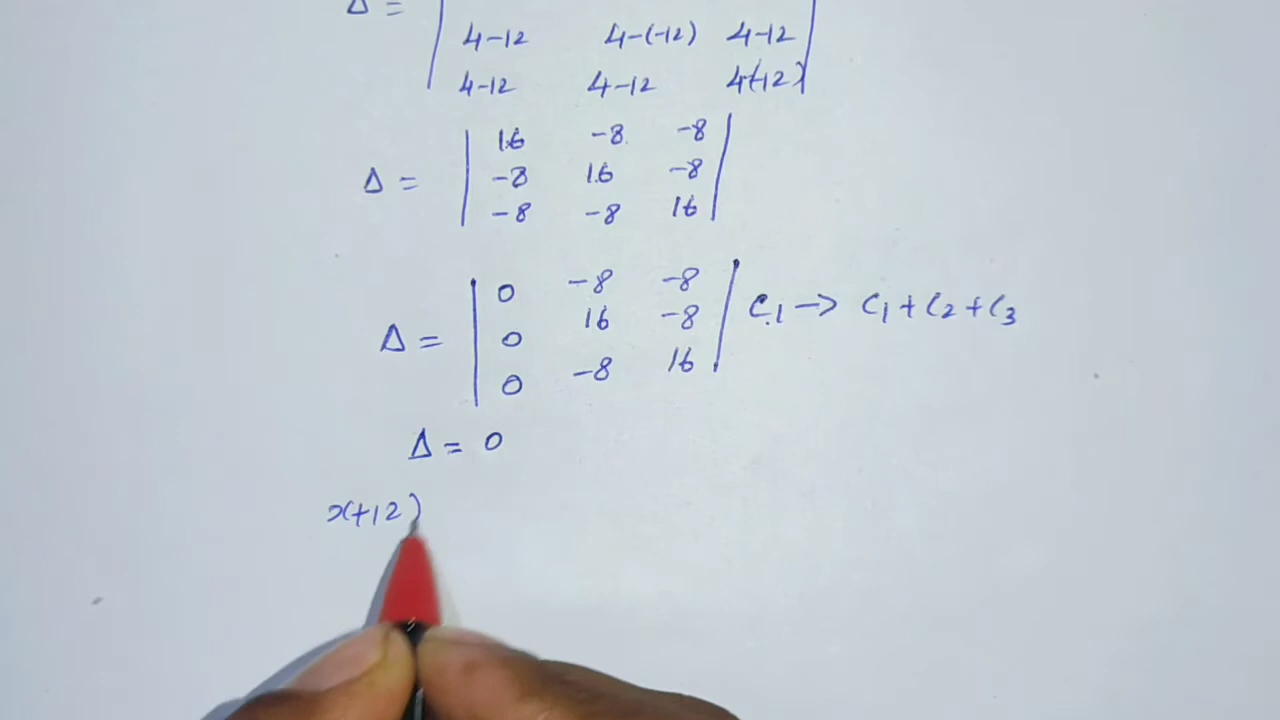 Δ =
4-12 4-(-12) 4-12
4-12 4-12 4-(-12)
Δ = | 16 -8 -8 |
| -8 16 -8 |
| -8 -8 16 |
Δ = | 0 -8 -8 | C1 → C1 + C2 + C3
| 0 16 -8 |
| 0 -8 16 |
Δ = 0
x+12)